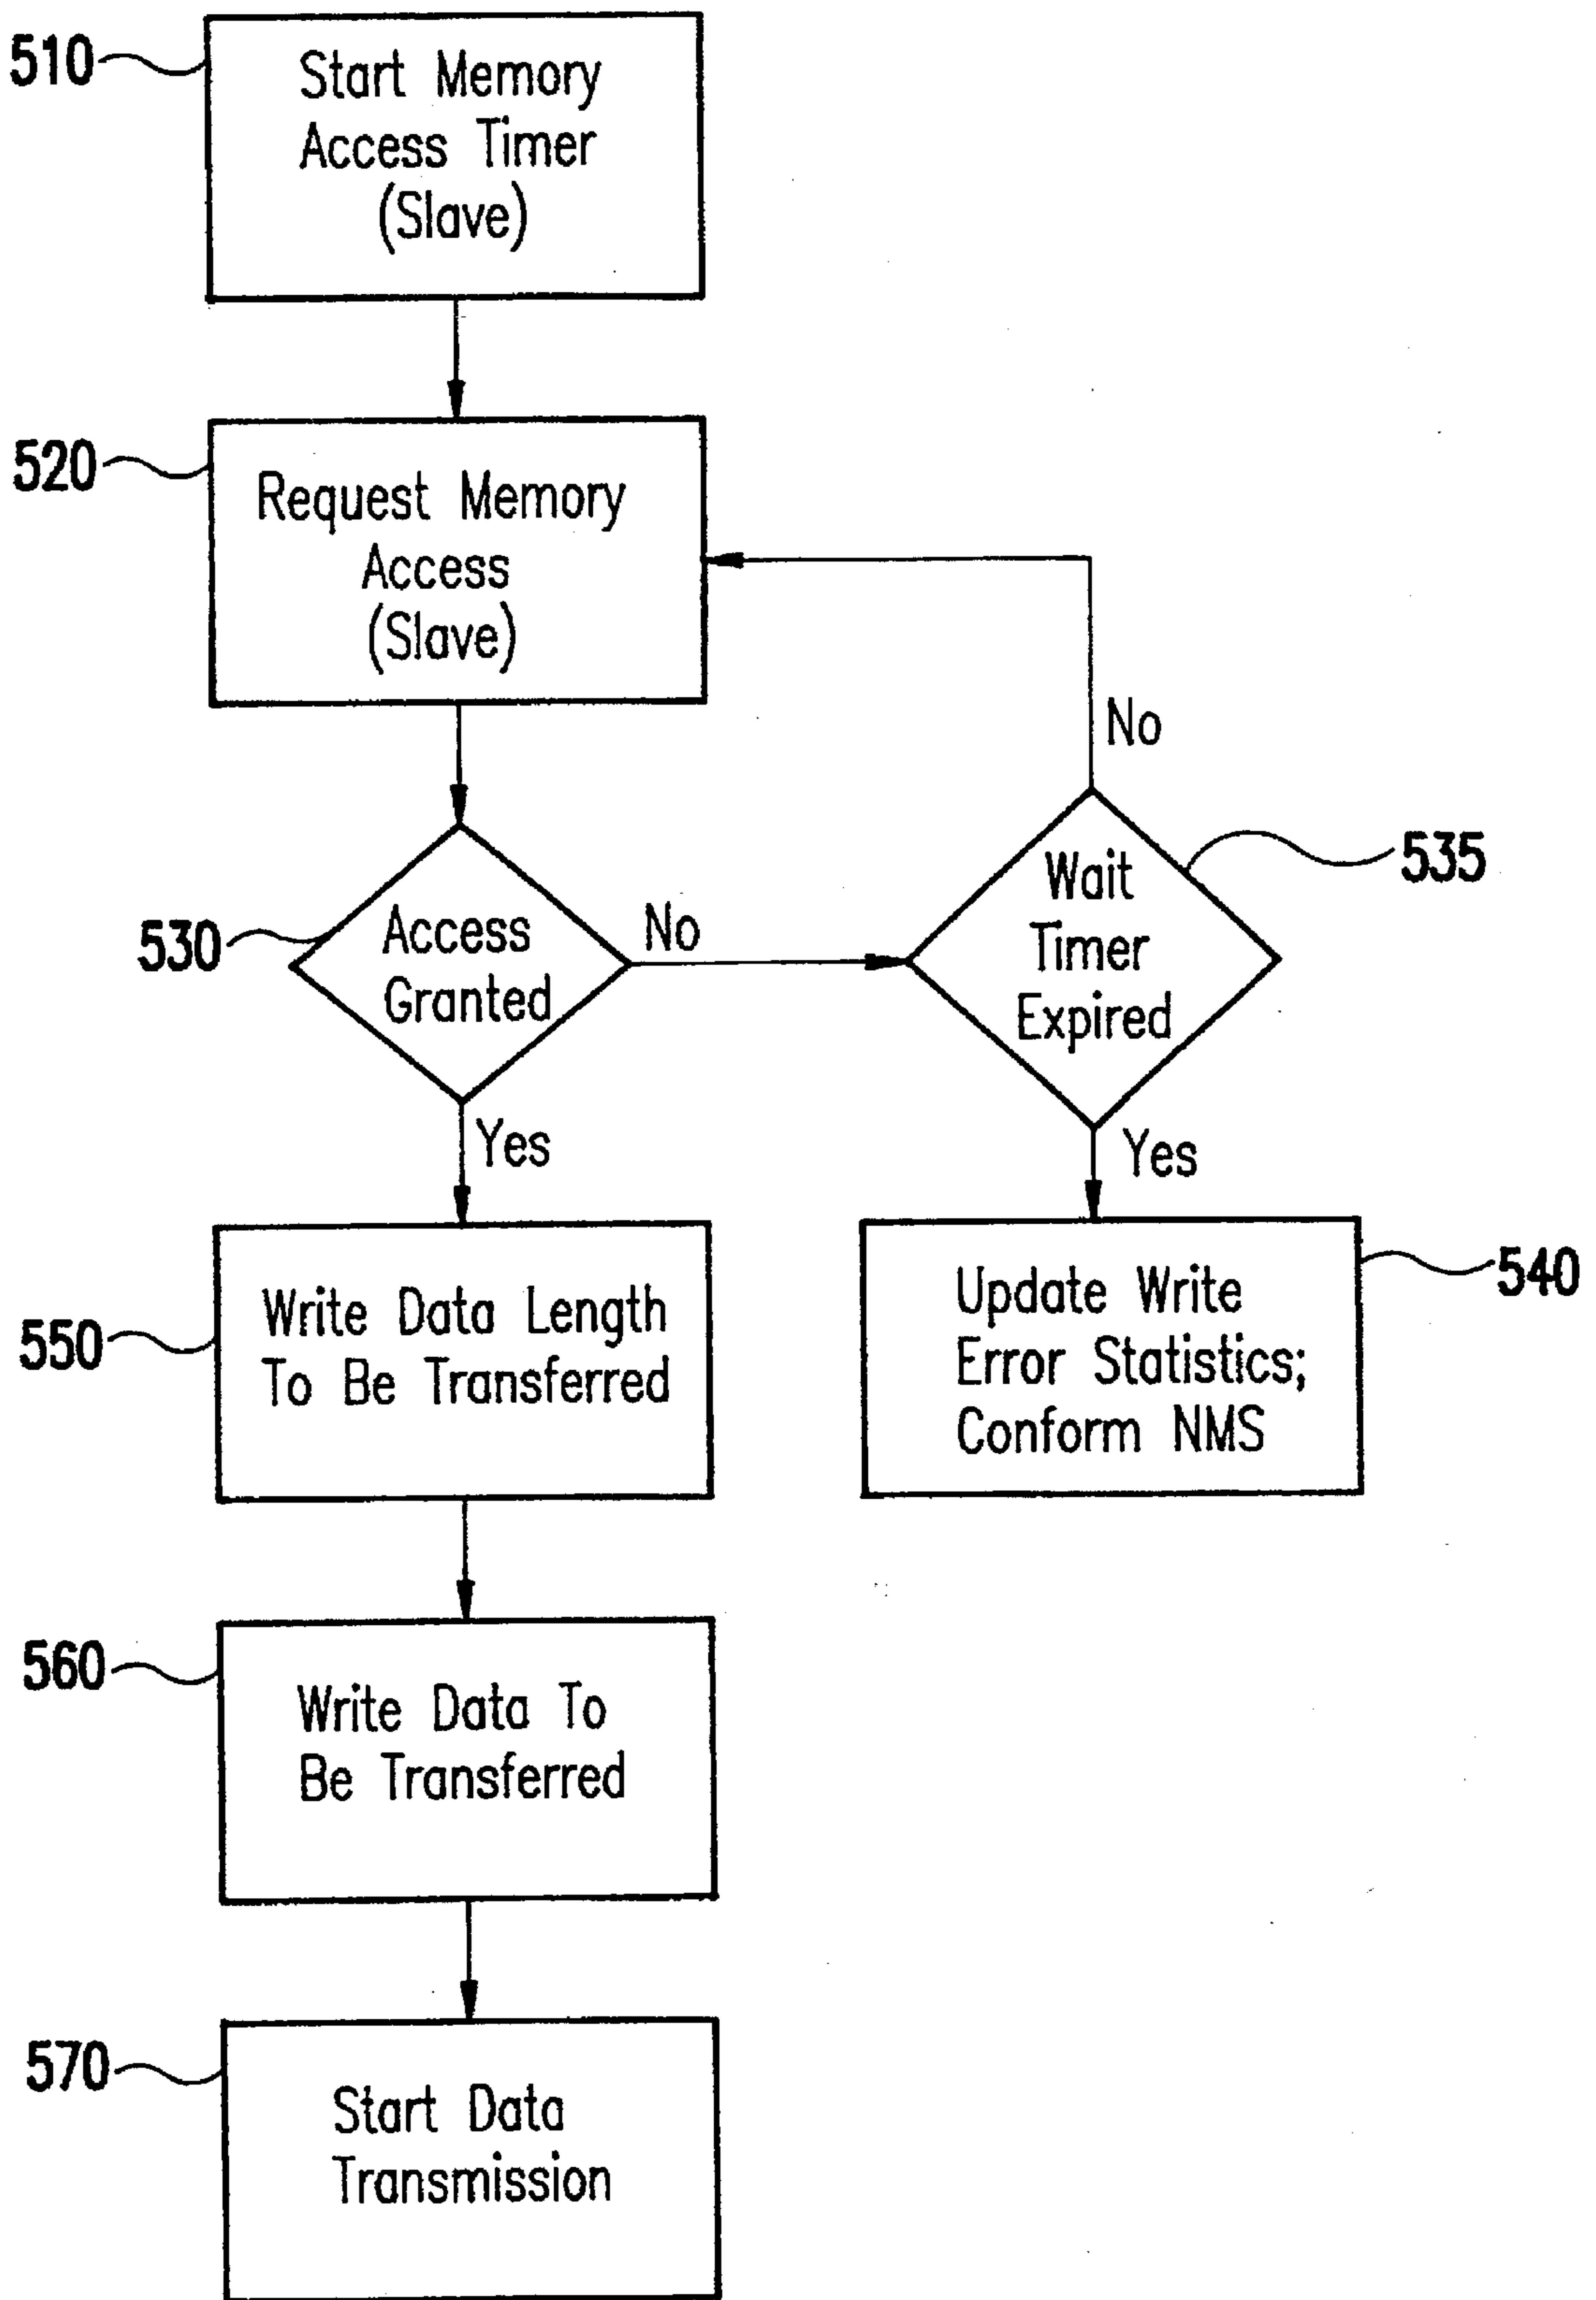 510
Start Memory
Access Timer
(Slave)
520
Request Memory
Access
(Slave)
No
530
Access
Granted
No
Wait
Timer
Expired
535
Yes
Yes
550
Write Data Length
To Be Transferred
Update Write
Error Statistics;
Conform NMS
540
560
Write Data To
Be Transferred
570
Start Data
Transmission